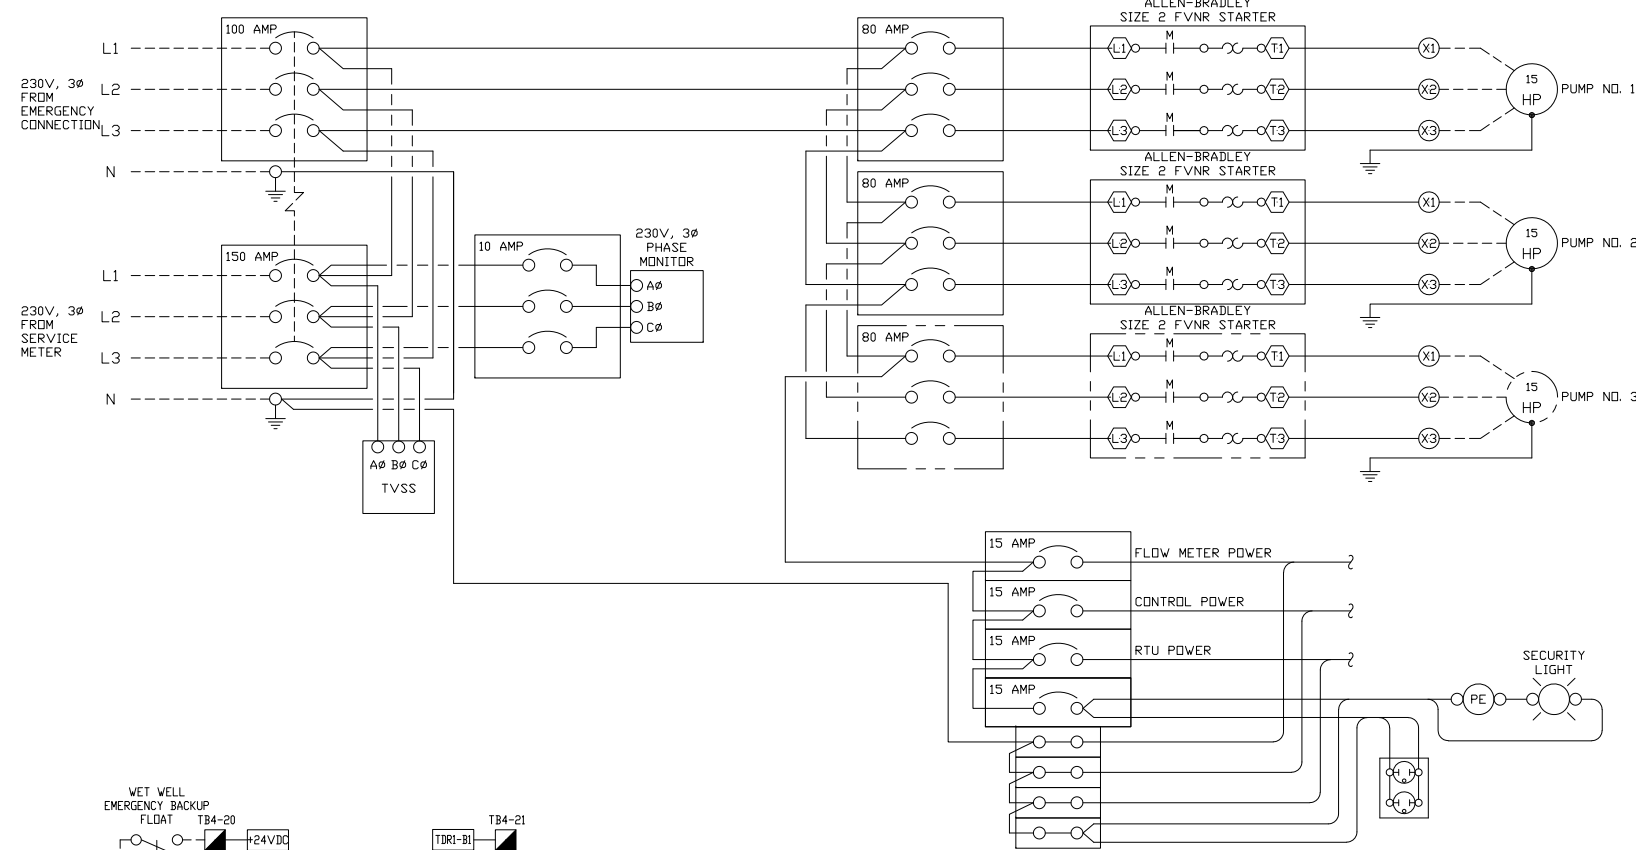 ALLEN-BRADLEY
SIZE 2 FVNR STARTER
100 AMP
80 AMP
L1
L1
M
T1
X1
230V, 3Ø
FROM
EMERGENCY
CONNECTION
L2
L2
M
T2
X2
15
HP
PUMP NO. 1
L3
L3
M
T3
X3
N
ALLEN-BRADLEY
SIZE 2 FVNR STARTER
80 AMP
L1
M
T1
X1
L2
M
T2
X2
15
HP
PUMP NO. 2
L3
M
T3
X3
150 AMP
10 AMP
230V, 3Ø
PHASE
MONITOR
AØ
BØ
CØ
L1
230V, 3Ø
FROM
SERVICE
METER
L2
L3
N
ALLEN-BRADLEY
SIZE 2 FVNR STARTER
80 AMP
L1
M
T1
X1
L2
M
T2
X2
15
HP
PUMP NO. 3
L3
M
T3
X3
AØ BØ CØ
TVSS
15 AMP
FLOW METER POWER
15 AMP
CONTROL POWER
15 AMP
RTU POWER
15 AMP
SECURITY
LIGHT
PE
WET WELL
EMERGENCY BACKUP
FLOAT
TB4-20
+24VDC
TB4-21
TDR1-B1